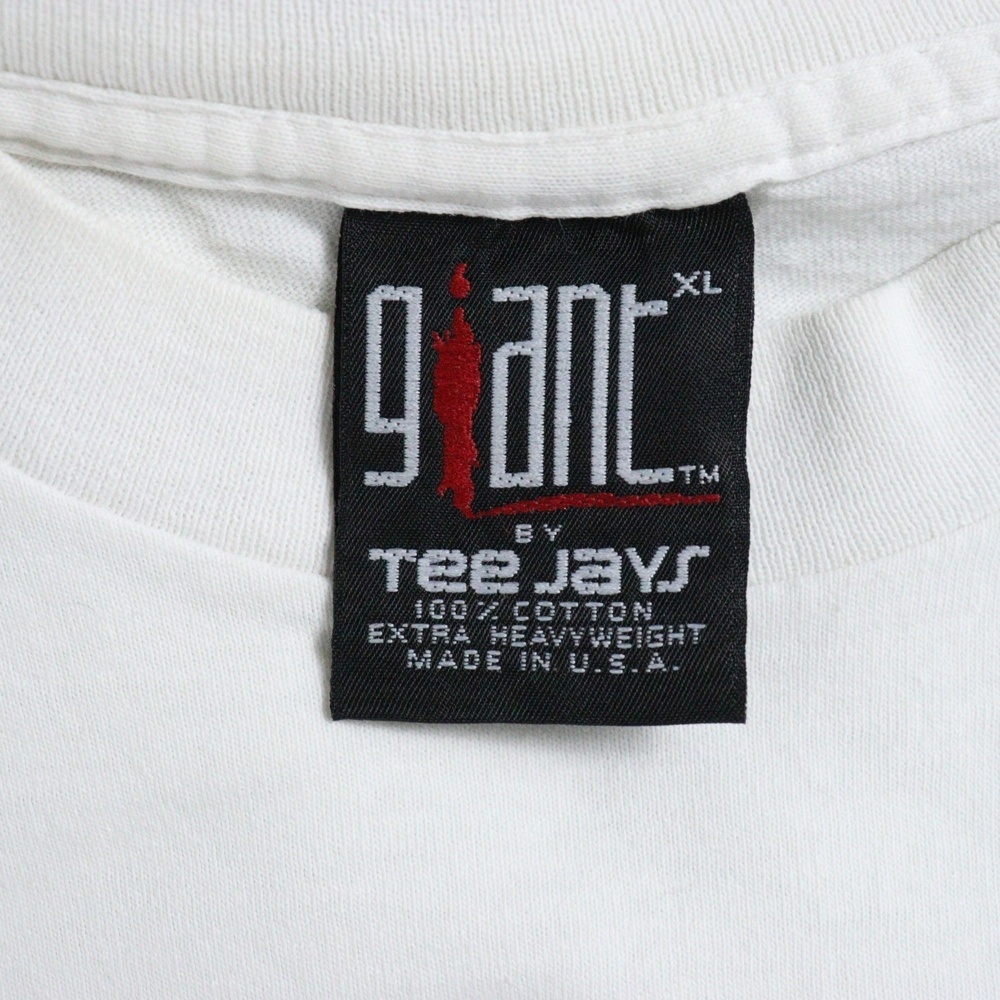 giant XL
TM
BY
Tee Jays
100% COTTON
EXTRA HEAVYWEIGHT
MADE IN U.S.A.